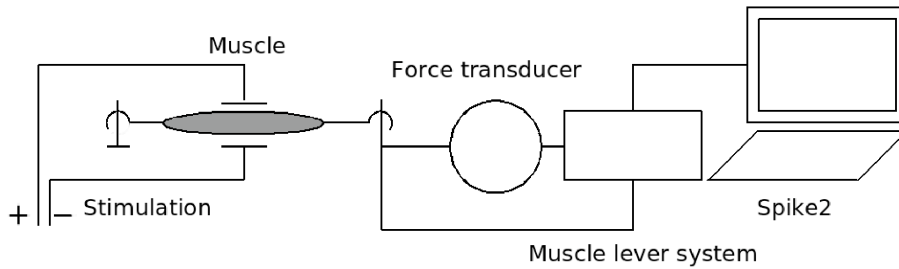 Muscle
Force transducer
+ − Stimulation
Spike2
Muscle lever system